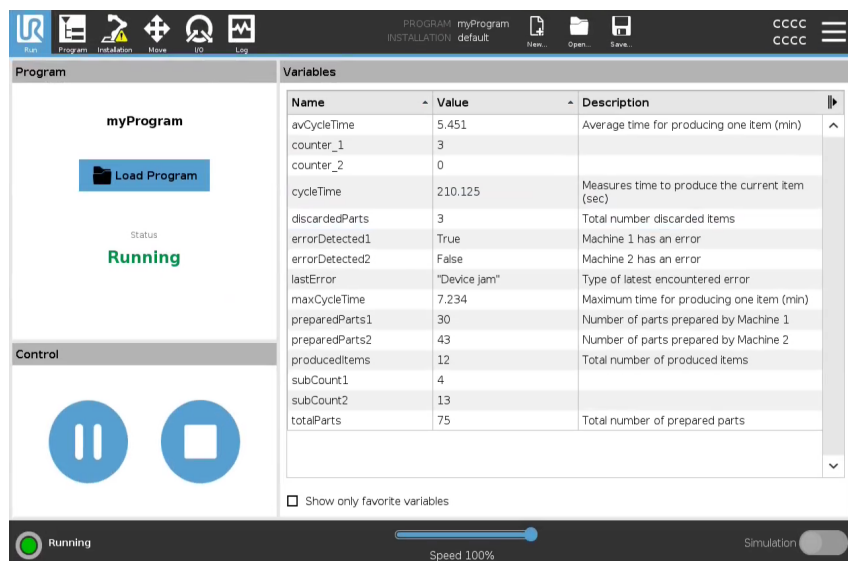 UR
PROGRAM myProgram
INSTALLATION default
CCCC
CCCC
Run Program Installation Move I/O Log New... Open... Save...
Program
Variables
Name Value Description
myProgram
Load Program
Status
Running
avCycleTime 5.451 Average time for producing one item (min)
counter_1 3
counter_2 0
cycleTime 210.125 Measures time to produce the current item
(sec)
discardedParts 3 Total number discarded items
errorDetected1 True Machine 1 has an error
errorDetected2 False Machine 2 has an error
lastError "Device jam" Type of latest encountered error
maxCycleTime 7.234 Maximum time for producing one item (min)
preparedParts1 30 Number of parts prepared by Machine 1
preparedParts2 43 Number of parts prepared by Machine 2
producedItems 12 Total number of produced items
subCount1 4
subCount2 13
totalParts 75 Total number of prepared parts
Control
Show only favorite variables
Running
Speed 100%
Simulation